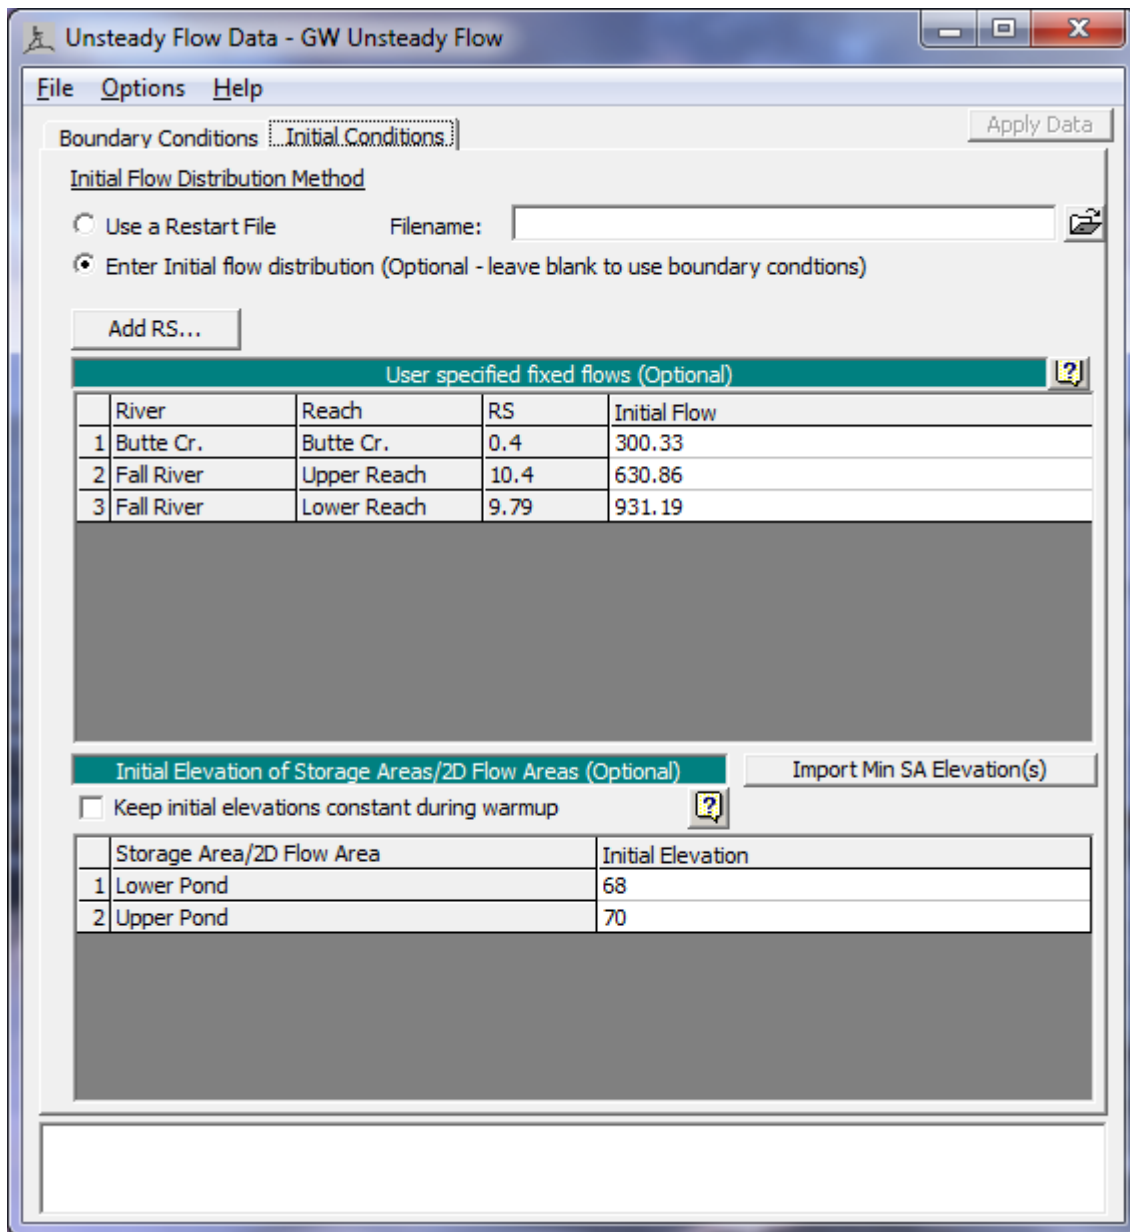 Unsteady Flow Data - GW Unsteady Flow
File Options Help
Boundary Conditions Initial Conditions Apply Data
Initial Flow Distribution Method
Use a Restart File Filename:
Enter Initial flow distribution (Optional - leave blank to use boundary condtions)
Add RS...
User specified fixed flows (Optional)
River Reach RS Initial Flow
1 Butte Cr. Butte Cr. 0.4 300.33
2 Fall River Upper Reach 10.4 630.86
3 Fall River Lower Reach 9.79 931.19
Initial Elevation of Storage Areas/2D Flow Areas (Optional) Import Min SA Elevation(s)
Keep initial elevations constant during warmup
Storage Area/2D Flow Area Initial Elevation
1 Lower Pond 68
2 Upper Pond 70